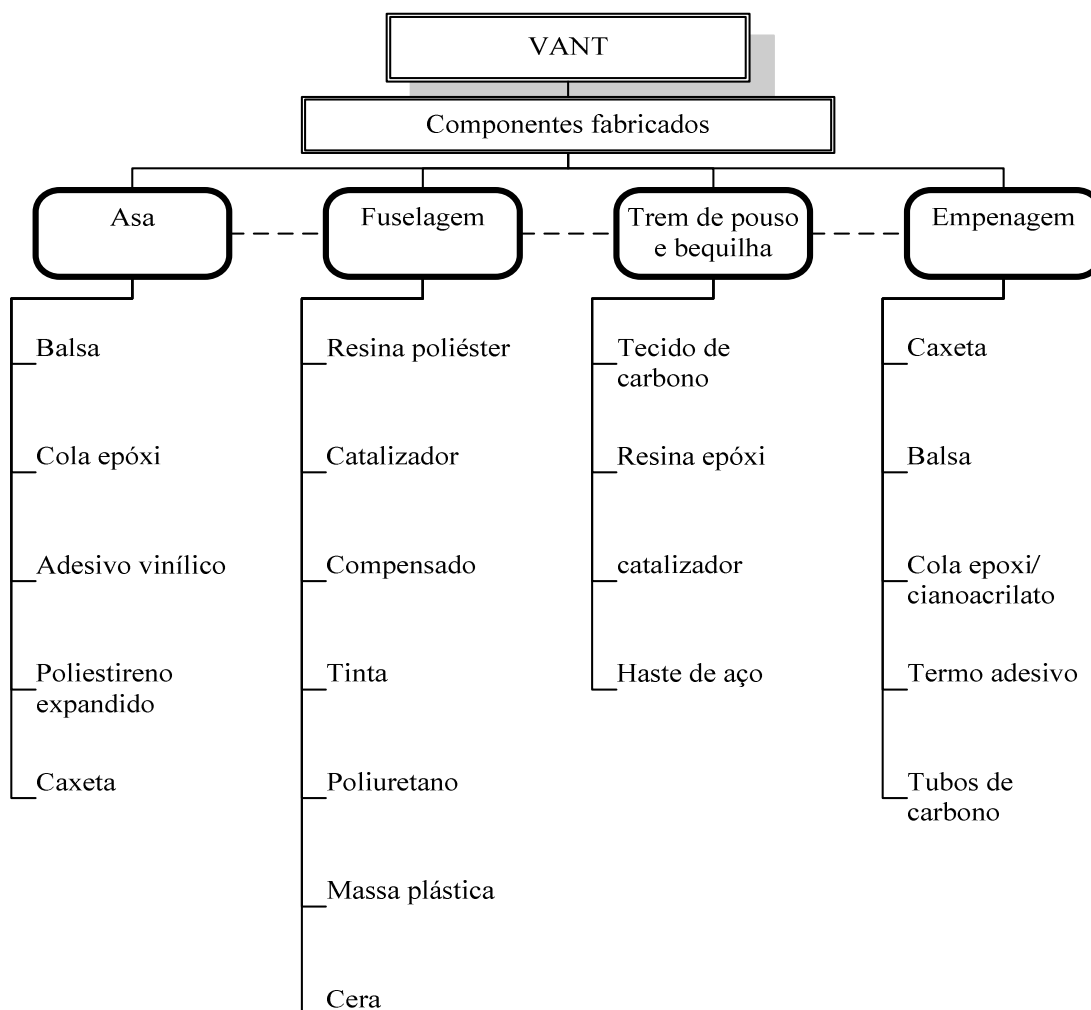 VANT
Componentes fabricados
Asa
Fuselagem
Trem de pouso
e bequilha
Empenagem
Balsa
Cola epóxi
Adesivo vinílico
Poliestireno
expandido
Caxeta
Resina poliéster
Catalizador
Compensado
Tinta
Poliuretano
Massa plástica
Cera
Tecido de
carbono
Resina epóxi
catalizador
Haste de aço
Caxeta
Balsa
Cola epoxi/
cianoacrilato
Termo adesivo
Tubos de
carbono